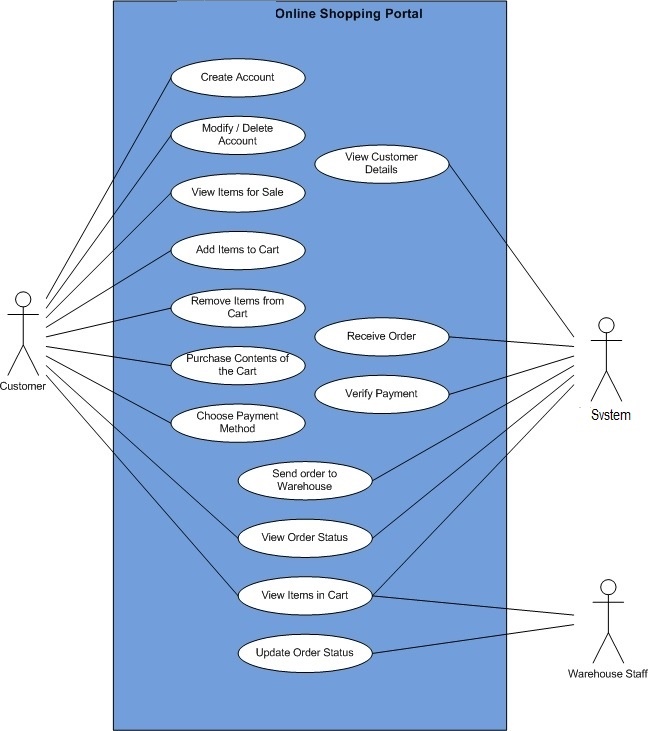 Online Shopping Portal
Create Account
Modify / Delete
Account
View Customer
Details
View Items for Sale
Add Items to Cart
Remove Items from
Cart
Receive Order
Purchase Contents of
the Cart
Customer
Verify Payment
System
Choose Payment
Method
Send order to
Warehouse
View Order Status
View Items in Cart
Update Order Status
Warehouse Staff